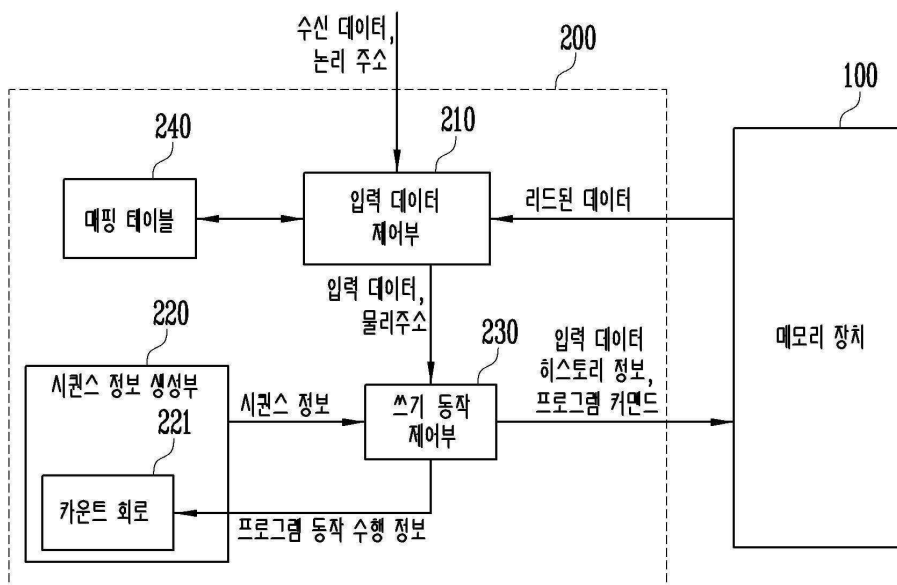 수신 데이터,
논리 주소
200
100
240
210
매핑 테이블
입력 데이터
제어부
리드된 데이터
입력 데이터,
물리주소
220
230
입력 데이터
히스토리 정보,
프로그램 커맨드
메모리 장치
시퀀스 정보 생성부
시퀀스 정보
쓰기 동작
제어부
221
카운트 회로
프로그램 동작 수행 정보